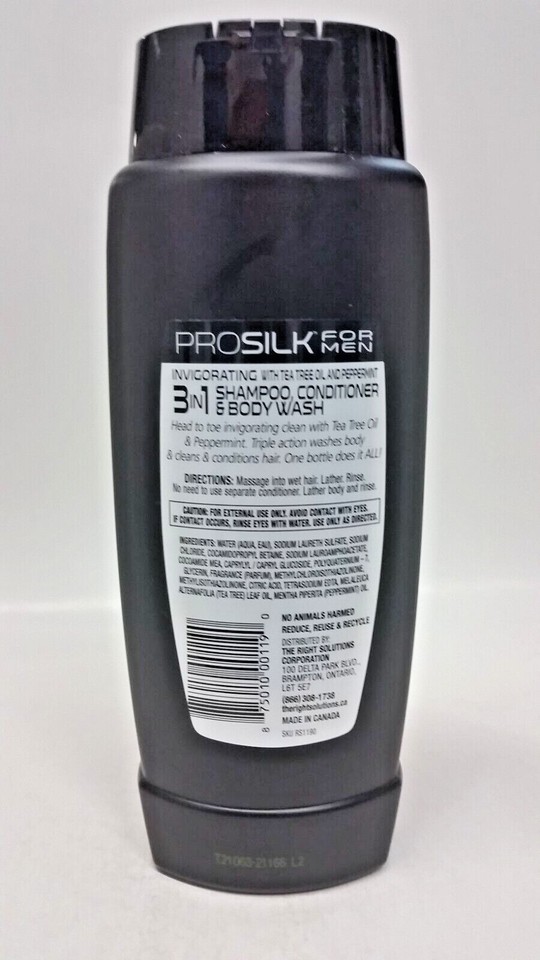 PROSILK™ FOR MEN
INVIGORATING WITH TEA TREE OIL AND PEPPERMINT
3IN1 SHAMPOO, CONDITIONER
& BODY WASH
Head to toe invigorating clean with Tea Tree Oil
& Peppermint. Triple action washes body
& cleans & conditions hair. One bottle does it ALL!
DIRECTIONS: Massage into wet hair. Lather. Rinse.
No need to use separate conditioner. Lather body and rinse.
CAUTION: FOR EXTERNAL USE ONLY. AVOID CONTACT WITH EYES.
IF CONTACT OCCURS, RINSE EYES WITH WATER. USE ONLY AS DIRECTED.
INGREDIENTS: WATER (AQUA, EAU), SODIUM LAURETH SULFATE, SODIUM
CHLORIDE, COCAMIDOPROPYL BETAINE, SODIUM LAUROAMPHOACETATE,
COCAMIDE MEA, CAPRYLYL / CAPRYL GLUCOSIDE, POLYQUATERNIUM - 7,
GLYCERIN, FRAGRANCE (PARFUM), METHYLCHLOROISOTHIAZOLINONE,
METHYLISOTHIAZOLINONE, CITRIC ACID, TETRASODIUM EDTA, MELALEUCA
ALTERNAFOLIA (TEA TREE) LEAF OIL, MENTHA PIPERITA (PEPPERMINT) OIL.
8 75010 00119 0
NO ANIMALS HARMED
REDUCE, REUSE & RECYCLE
DISTRIBUTED BY:
THE RIGHT SOLUTIONS
CORPORATION
100 DELTA PARK BLVD.,
BRAMPTON, ONTARIO,
L6T 5E7
(866) 308-1738
therightsolutions.ca
MADE IN CANADA
SKU RS1190
L2